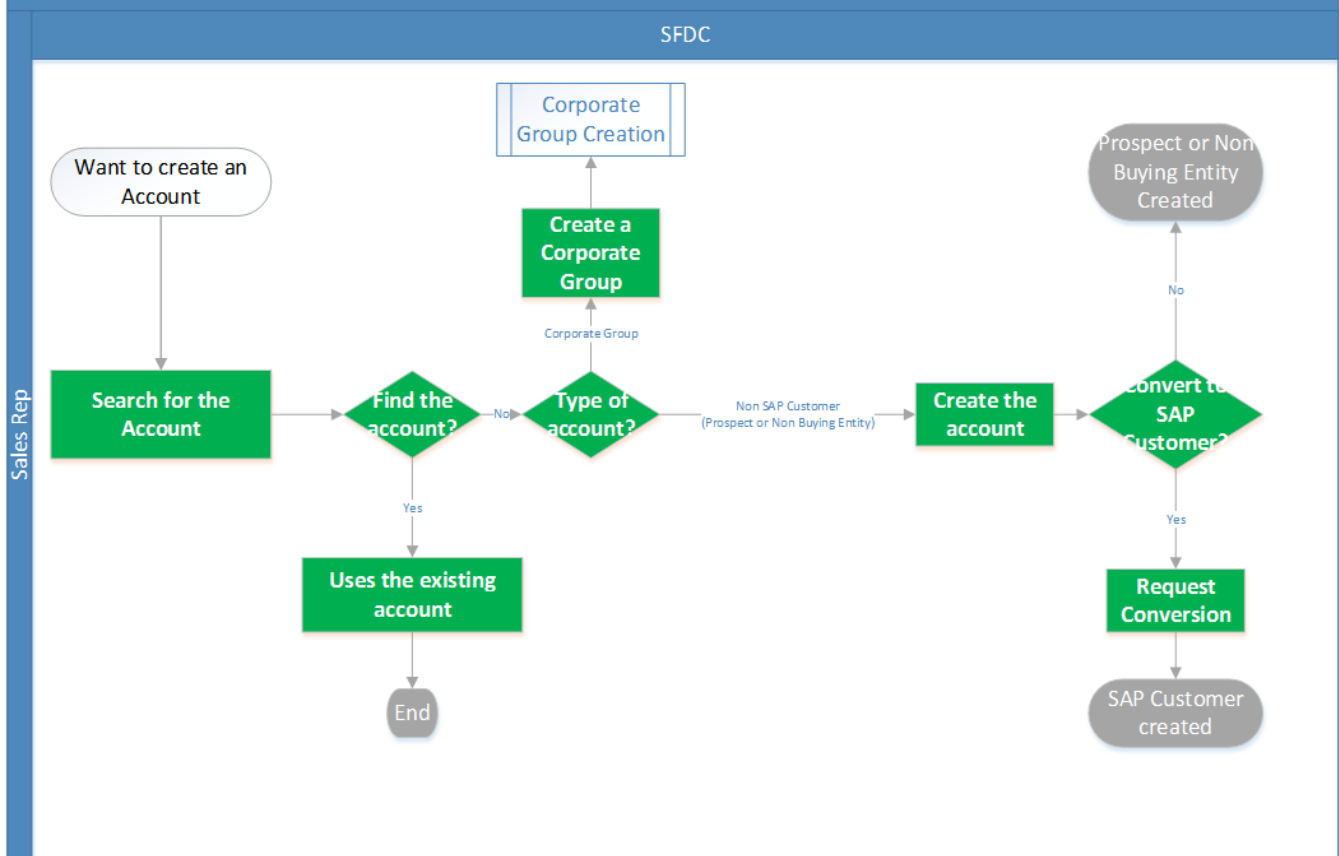 SFDC
Sales Rep
Want to create an
Account
Search for the
Account
Find the
account?
No
Yes
Uses the existing
account
End
Type of
account?
Corporate Group
Create a
Corporate
Group
Corporate
Group Creation
Non SAP Customer
(Prospect or Non Buying Entity)
Create the
account
Convert to
SAP
Customer?
No
Prospect or Non
Buying Entity
Created
Yes
Request
Conversion
SAP Customer
created